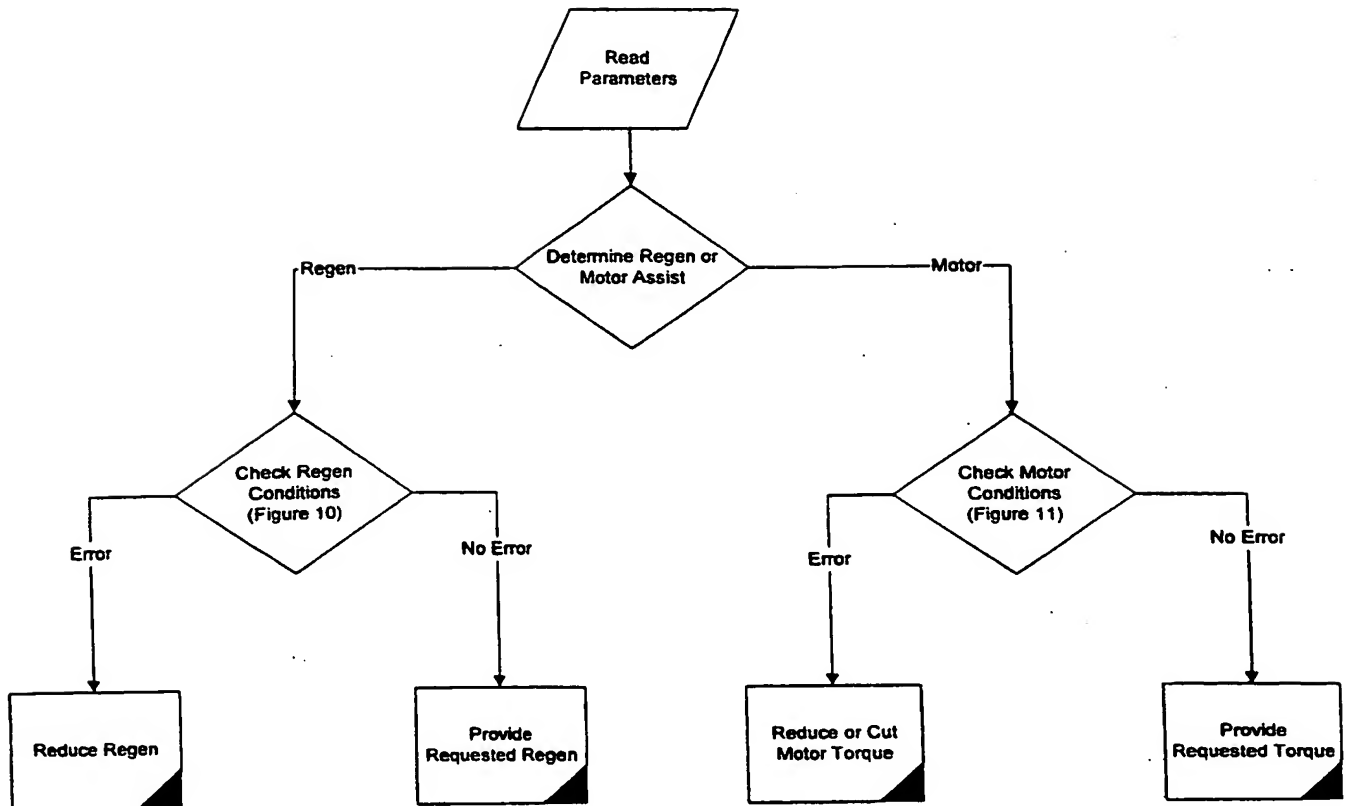 Read
Parameters
Determine Regen or
Motor Assist
Regen
Motor
Check Regen
Conditions
(Figure 10)
Check Motor
Conditions
(Figure 11)
Error
No Error
Error
No Error
Reduce Regen
Provide
Requested Regen
Reduce or Cut
Motor Torque
Provide
Requested Torque